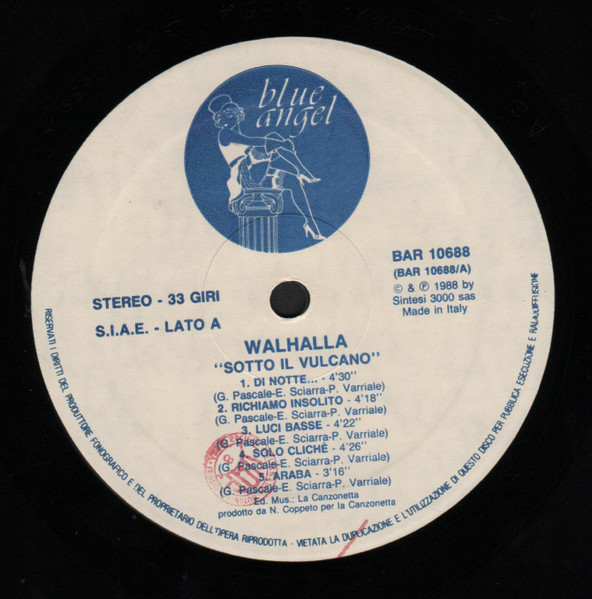 blue
angel
BAR 10688
(BAR 10688/A)
STEREO - 33 GIRI
© & ℗ 1988 by
Sintesi 3000 sas
Made in Italy
S.I.A.E. - LATO A
WALHALLA
"SOTTO IL VULCANO"
1. DI NOTTE... - 4'30"
(G. Pascale-E. Sciarra-P. Varriale)
2. RICHIAMO INSOLITO - 4'18"
(G. Pascale-E. Sciarra-P. Varriale)
3. LUCI BASSE - 4'22"
(G. Pascale-E. Sciarra-P. Varriale)
4. SOLO CLICHÈ - 4'26"
(G. Pascale-E. Sciarra-P. Varriale)
5. ARABA - 3'16"
(G. Pascale-E. Sciarra-P. Varriale)
Ed. Mus.: La Canzonetta
prodotto da N. Coppeto per la Canzonetta
RISERVATI I DIRITTI DEL PRODUTTORE FONOGRAFICO E DEL PROPRIETARIO DELL'OPERA RIPRODOTTA - VIETATA LA DUPLICAZIONE E L'UTILIZZAZIONE DI QUESTO DISCO PER PUBBLICA ESECUZIONE E RADIODIFFUSIONE